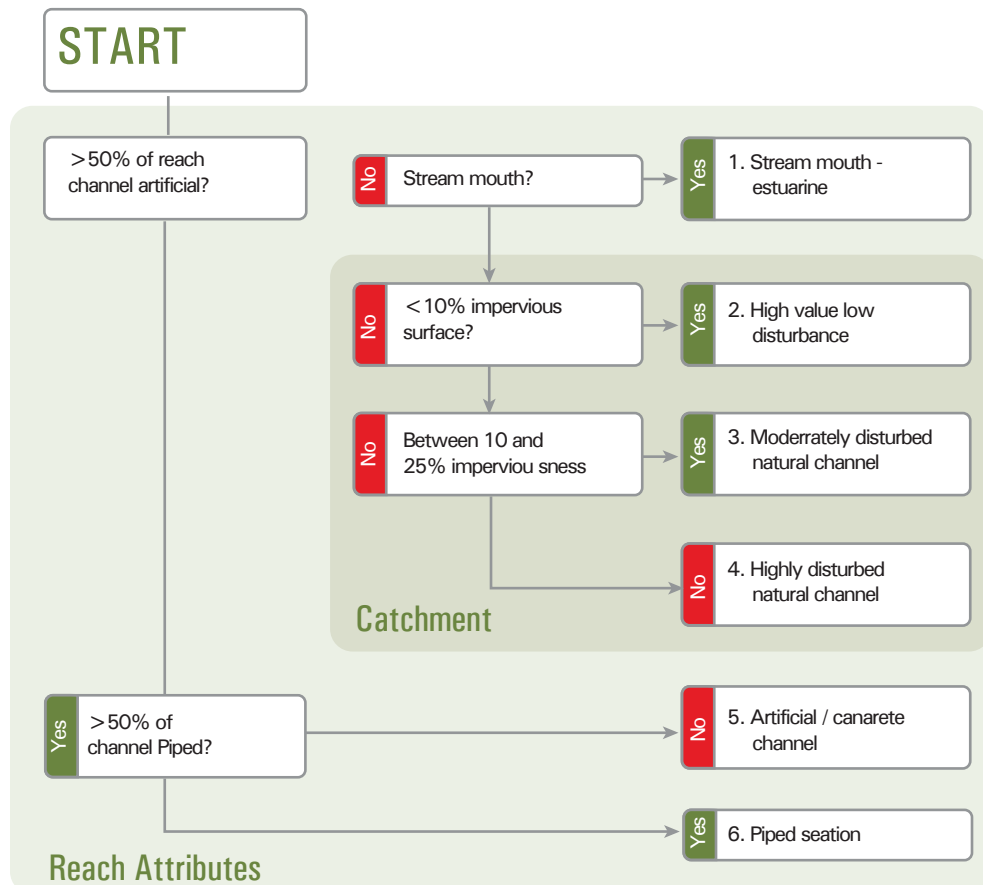 START
>50% of reach
channel artificial?
No
Stream mouth?
Yes
1. Stream mouth -
estuarine
No
<10% impervious
surface?
Yes
2. High value low
disturbance
No
Between 10 and
25% imperviou sness
Yes
3. Moderrately disturbed
natural channel
No
4. Highly disturbed
natural channel
Catchment
Yes
>50% of
channel Piped?
No
5. Artificial / canarete
channel
Yes
6. Piped seation
Reach Attributes